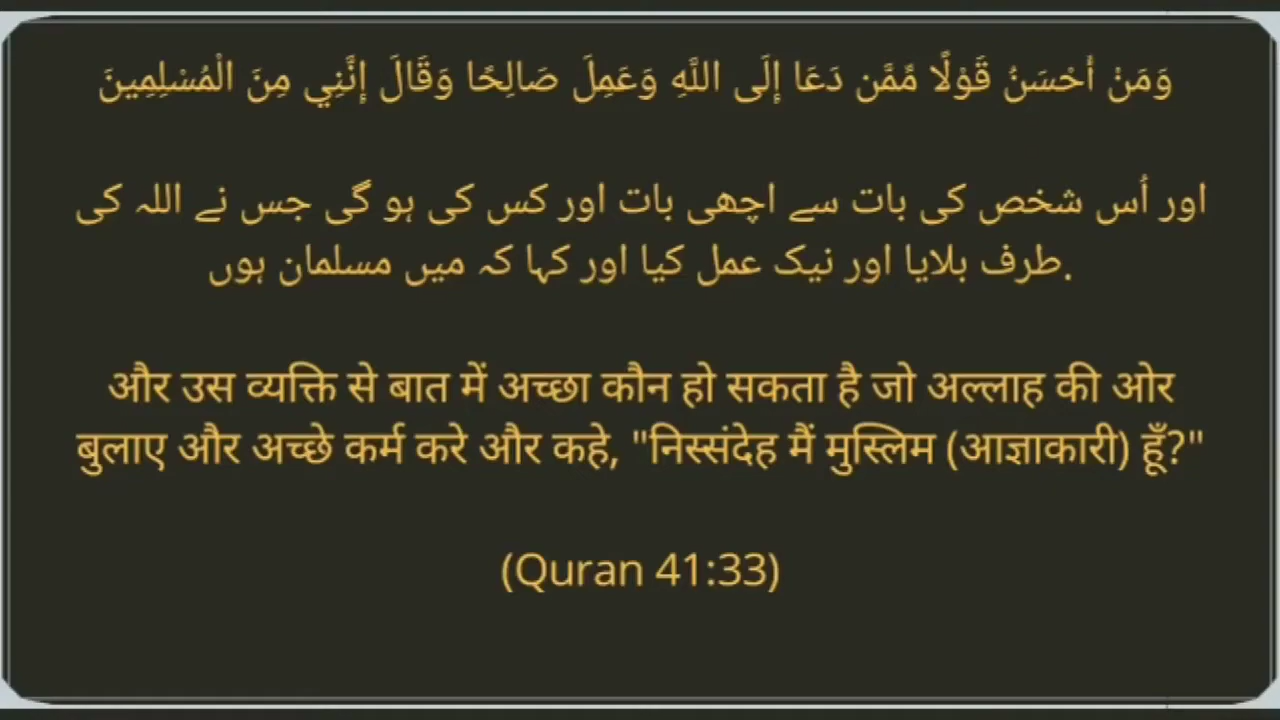 وَمَنْ أَحْسَنُ قَوْلًا مِّمَّن دَعَا إِلَى اللَّهِ وَعَمِلَ صَالِحًا وَقَالَ إِنَّنِي مِنَ الْمُسْلِمِينَ
اور اُس شخص کی بات سے اچھی بات اور کس کی ہو گی جس نے اللہ کی
طرف بلایا اور نیک عمل کیا اور کہا کہ میں مسلمان ہوں.
और उस व्यक्ति से बात में अच्छा कौन हो सकता है जो अल्लाह की ओर
बुलाए और अच्छे कर्म करे और कहे, "निस्संदेह मैं मुस्लिम (आज्ञाकारी) हूँ?"
(Quran 41:33)